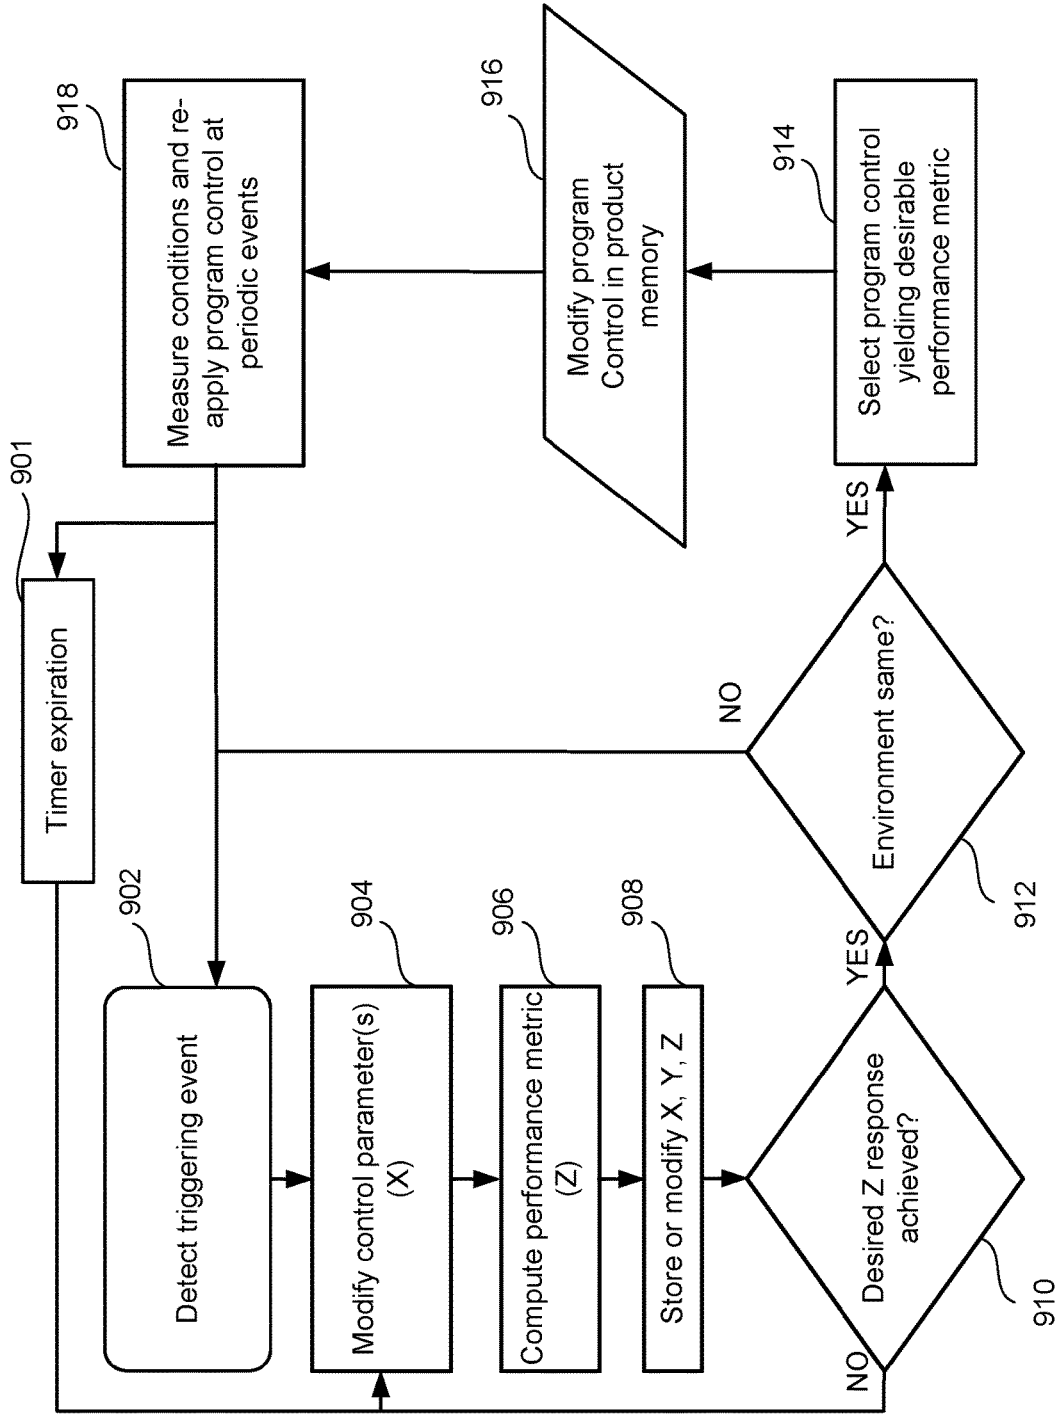 901
Timer expiration
902
Detect triggering event
904
Modify control parameter(s)
(X)
906
Compute performance metric
(Z)
908
Store or modify X, Y, Z
Desired Z response
achieved?
910
NO
YES
Environment same?
912
NO
YES
914
Select program control
yielding desirable
performance metric
916
Modify program
Control in product
memory
918
Measure conditions and re-
apply program control at
periodic events